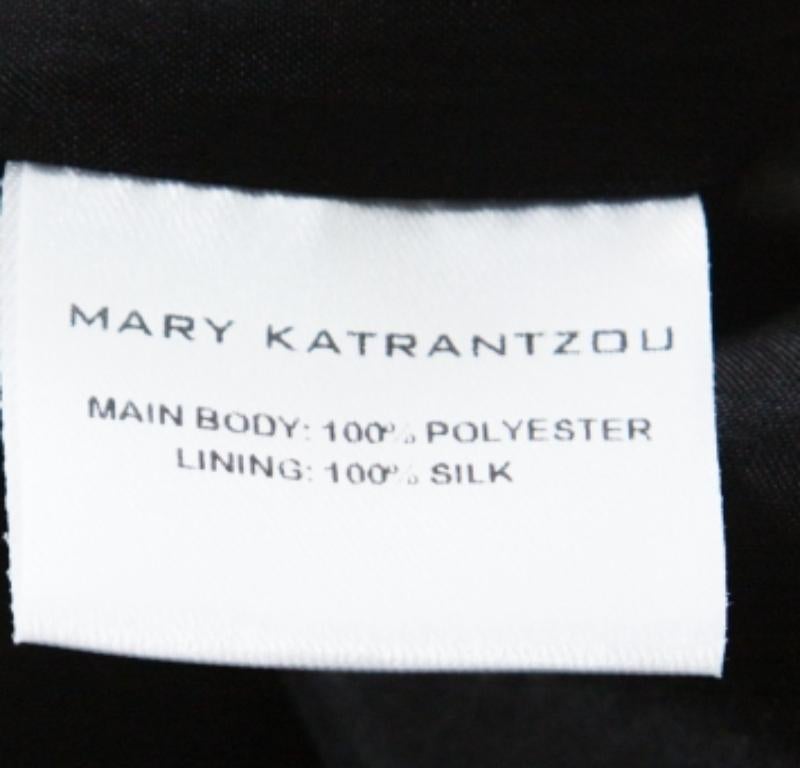 MARY KATRANTZOU
MAIN BODY: 100% POLYESTER
LINING: 100% SILK